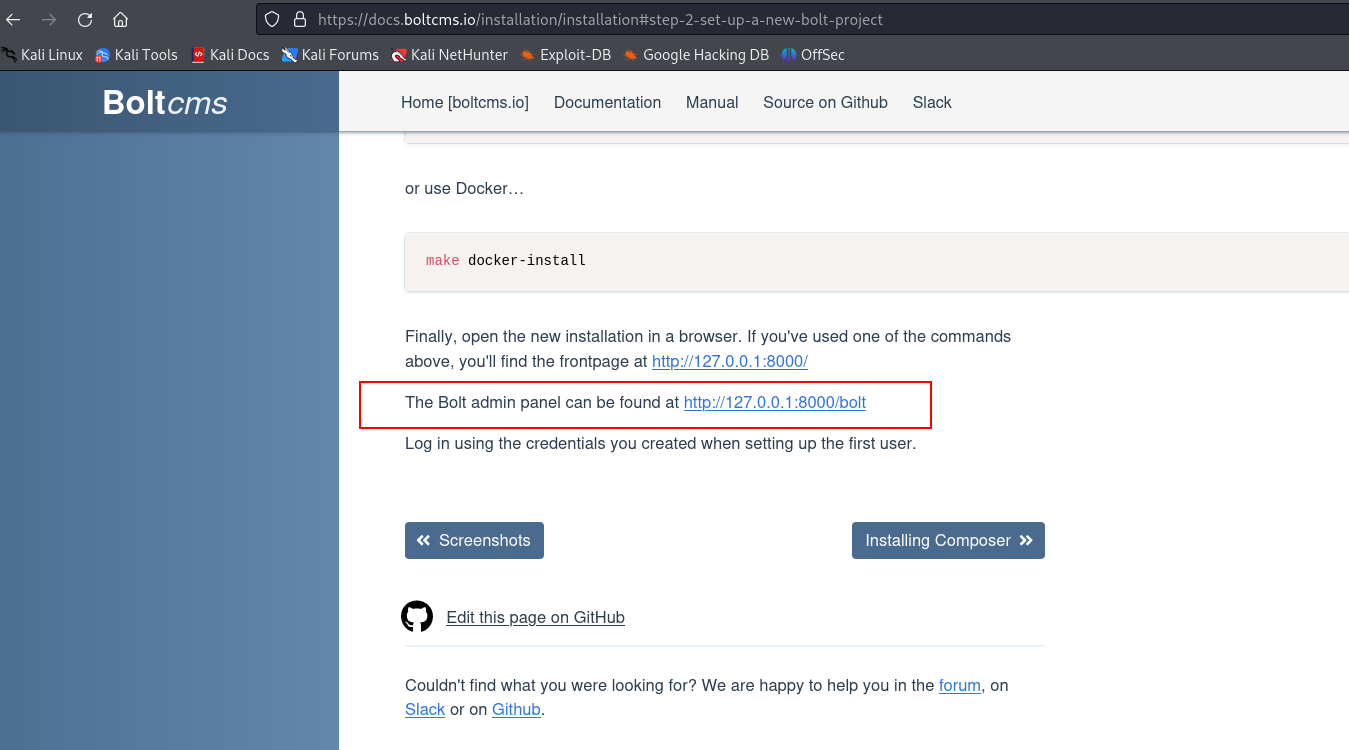 https://docs.boltcms.io/installation/installation#step-2-set-up-a-new-bolt-project
Kali Linux Kali Tools Kali Docs Kali Forums Kali NetHunter Exploit-DB Google Hacking DB OffSec
Boltcms
Home [boltcms.io] Documentation Manual Source on Github Slack
or use Docker…
make docker-install
Finally, open the new installation in a browser. If you've used one of the commands
above, you'll find the frontpage at http://127.0.0.1:8000/
The Bolt admin panel can be found at http://127.0.0.1:8000/bolt
Log in using the credentials you created when setting up the first user.
Screenshots Installing Composer
Edit this page on GitHub
Couldn't find what you were looking for? We are happy to help you in the forum, on
Slack or on Github.